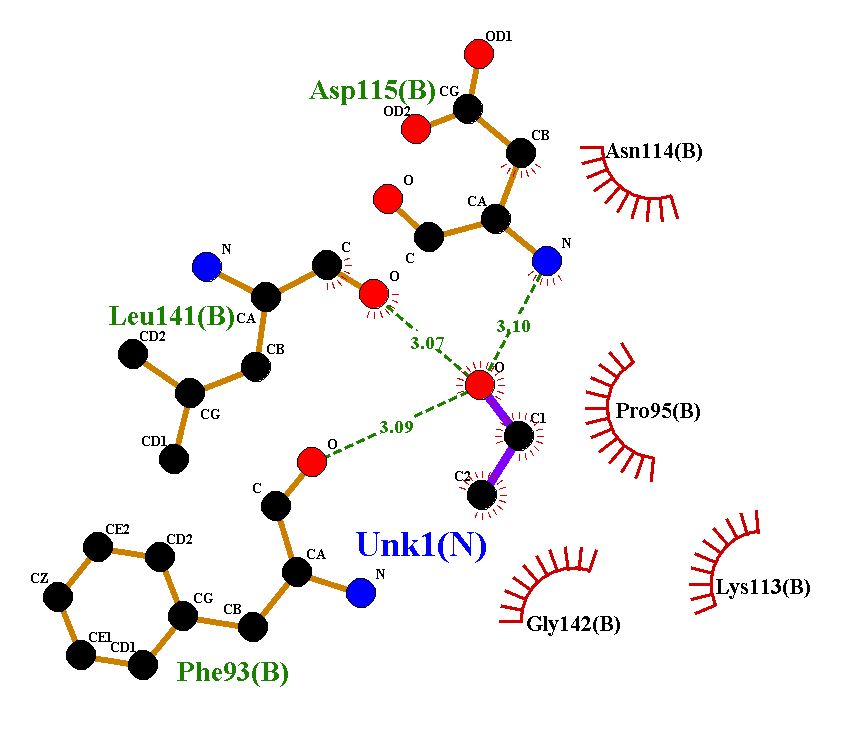 OD1
Asp115(B)
CG
OD2
CB
Asn114(B)
O
CA
N
C
N
C
O
Leu141(B)
CA
3.07
3.10
CD2
CB
O
CG
C1
Pro95(B)
3.09
CD1
O
C2
C
Unk1(N)
CE2
CD2
CA
N
CZ
CG
CB
Lys113(B)
Gly142(B)
CE1
CD1
Phe93(B)